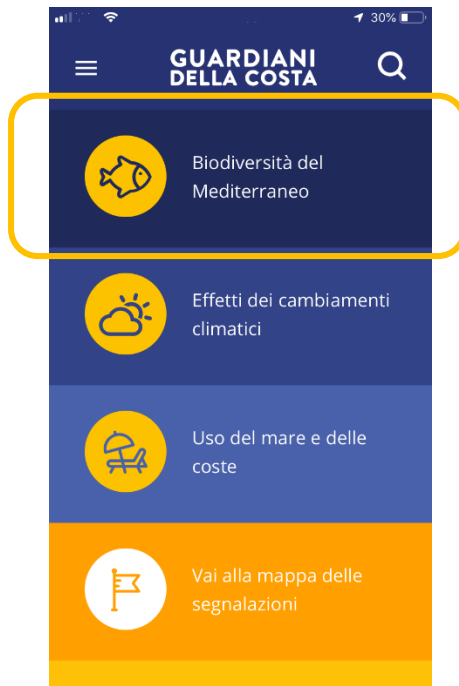 30%
GUARDIANI
DELLA COSTA
Biodiversità del
Mediterraneo
Effetti dei cambiamenti
climatici
Uso del mare e delle
coste
Vai alla mappa delle
segnalazioni